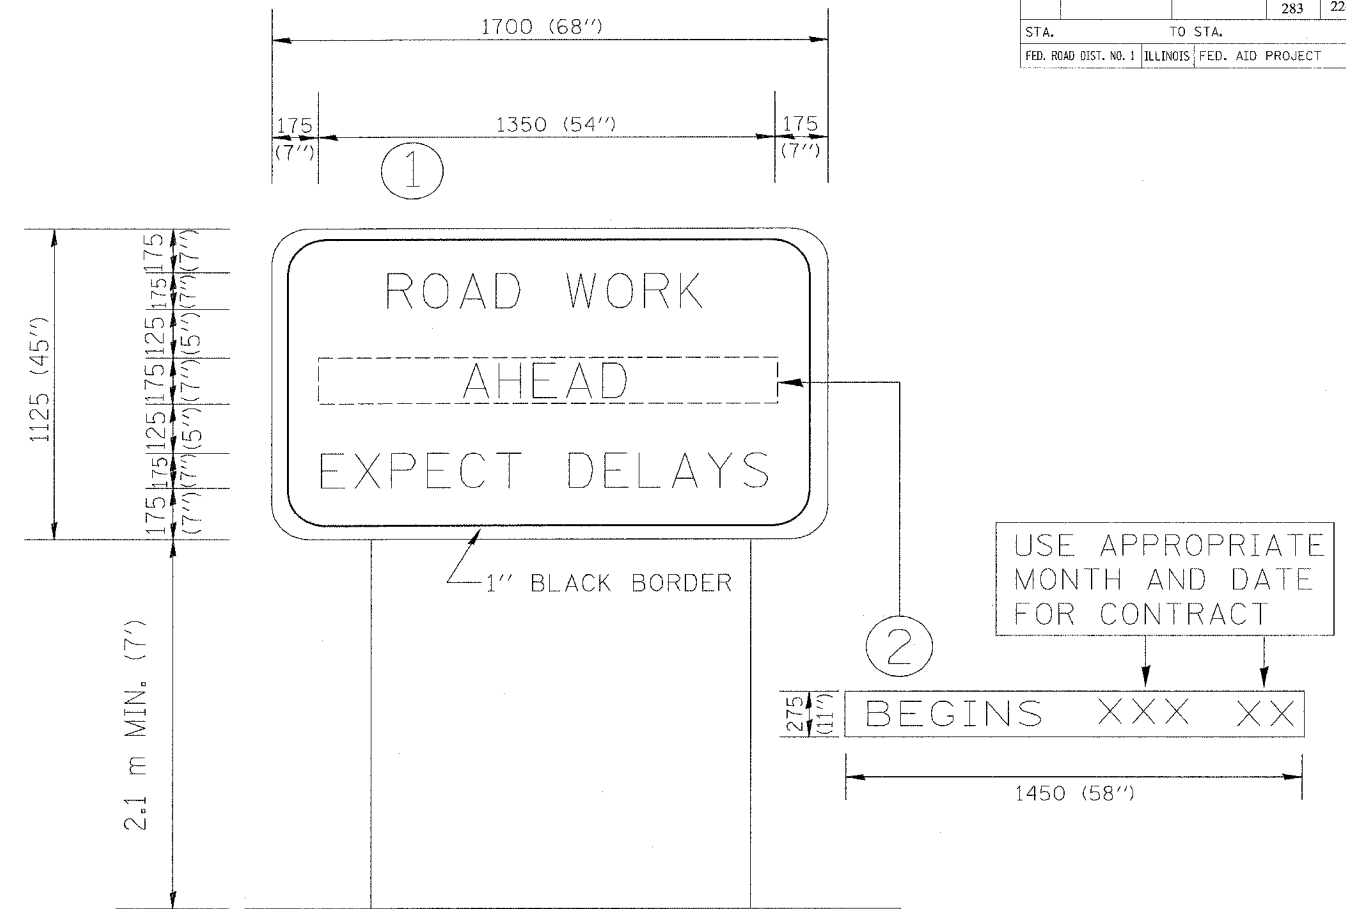 283 22
STA. TO STA.
FED. ROAD DIST. NO. 1 ILLINOIS FED. AID PROJECT
1700 (68")
175 (7")
1350 (54")
175 (7")
1
1125 (45")
175 (7")
175 (7")
125 (5")
175 (7")
125 (5")
175 (7")
175 (7")
ROAD WORK
AHEAD
EXPECT DELAYS
1" BLACK BORDER
2.1 m MIN. (7')
USE APPROPRIATE
MONTH AND DATE
FOR CONTRACT
2
275 (11")
BEGINS XXX XX
1450 (58")